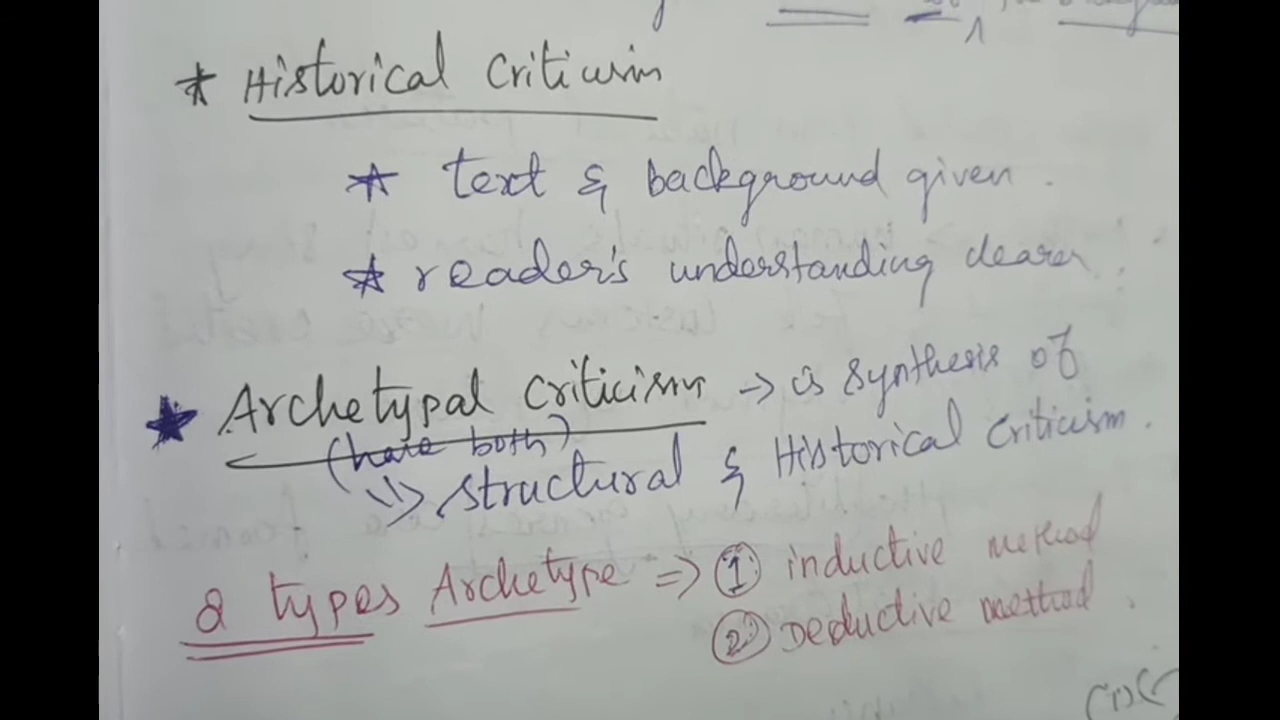 * Historical Criticism
* text & background given.
* reader's understanding clearer
* Archetypal Criticism → is synthesis of
(have both)
⇒ structural & Historical Criticism.
2 types Archetype ⇒ ① inductive method
② Deductive method.